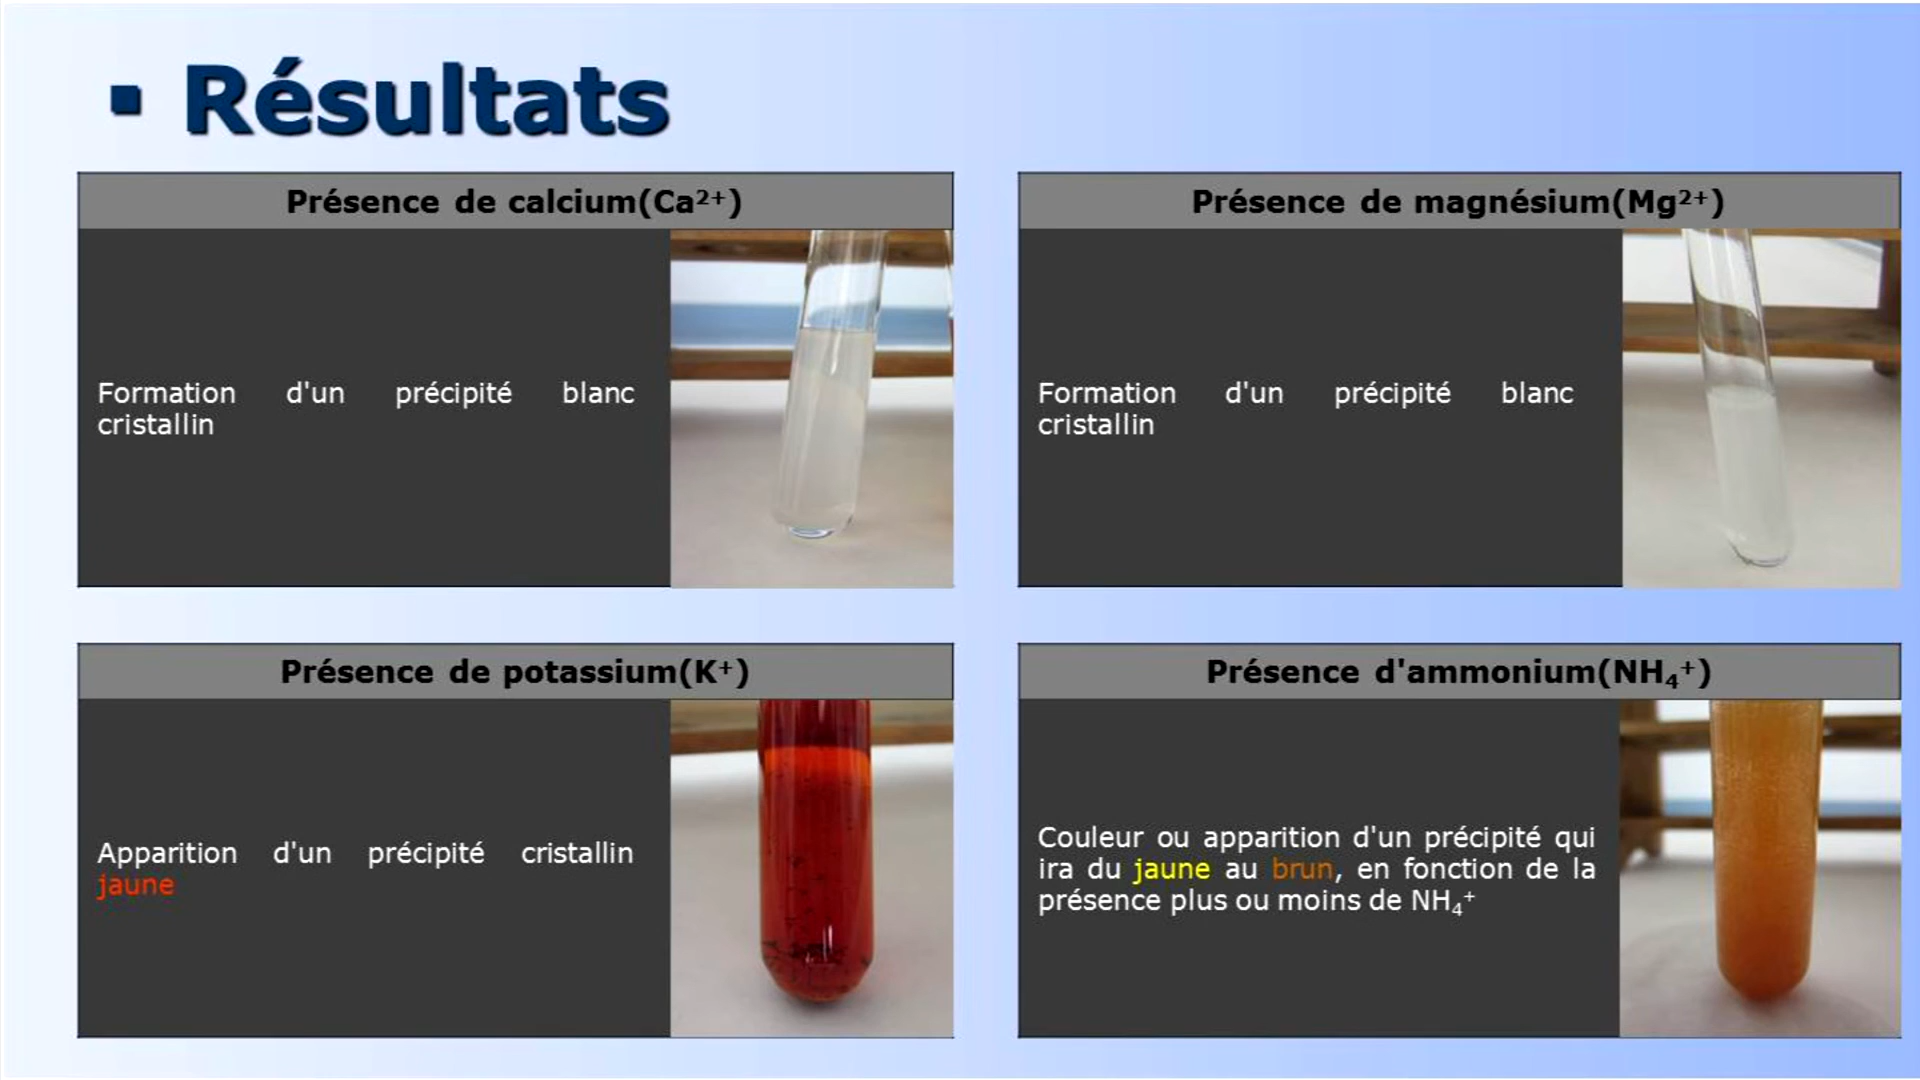 ▪ Résultats
Présence de calcium(Ca²⁺)
Formation d'un précipité blanc
cristallin
Présence de magnésium(Mg²⁺)
Formation d'un précipité blanc
cristallin
Présence de potassium(K⁺)
Apparition d'un précipité cristallin
jaune
Présence d'ammonium(NH₄⁺)
Couleur ou apparition d'un précipité qui
ira du jaune au brun, en fonction de la
présence plus ou moins de NH₄⁺